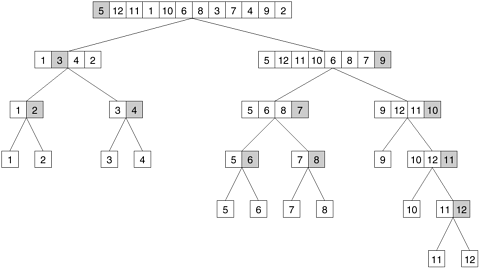 5 12 11 1 10 6 8 3 7 4 9 2
1 3 4 2 5 12 11 10 6 8 7 9
1 2 3 4 5 6 8 7 9 12 11 10
1 2 3 4 5 6 7 8 9 10 12 11
5 6 7 8 10 11 12
11 12